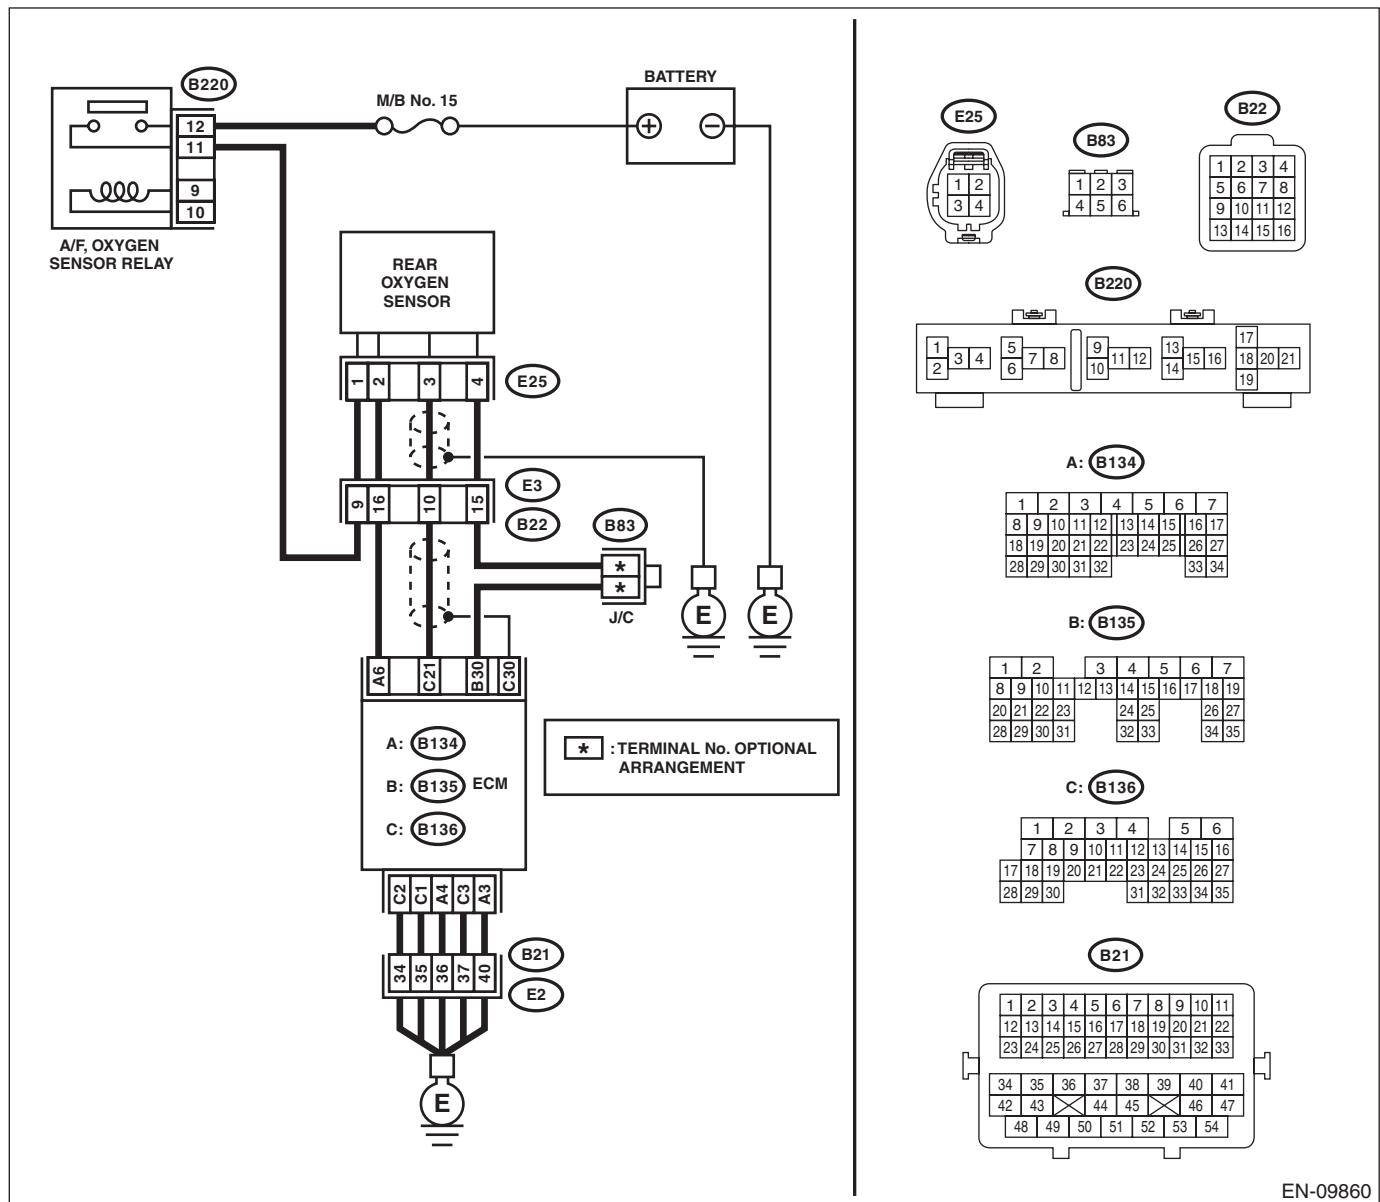 B220
BATTERY
M/B No. 15
12
11
9
10
A/F, OXYGEN
SENSOR RELAY
REAR
OXYGEN
SENSOR
1 2 3 4
E25
E3
9 16 10 15
B22
B83
*
*
J/C
E E
A6 C21 B30 C30
A: B134
B: B135 ECM
C: B136
* : TERMINAL No. OPTIONAL
ARRANGEMENT
C2 C1 A4 C3 A3
B21
34 35 36 37 40
E2
E
E25
1 2
3 4
B83
1 2 3
4 5 6
B22
1 2 3 4
5 6 7 8
9 10 11 12
13 14 15 16
B220
1 2 3 4 5 6 7 8 9 10 11 12 13 14 15 16 17 18 19 20 21
A: B134
1 2 3 4 5 6 7
8 9 10 11 12 13 14 15 16 17
18 19 20 21 22 23 24 25 26 27
28 29 30 31 32 33 34
B: B135
1 2 3 4 5 6 7
8 9 10 11 12 13 14 15 16 17 18 19
20 21 22 23 24 25 26 27
28 29 30 31 32 33 34 35
C: B136
1 2 3 4 5 6
7 8 9 10 11 12 13 14 15 16
17 18 19 20 21 22 23 24 25 26 27
28 29 30 31 32 33 34 35
B21
1 2 3 4 5 6 7 8 9 10 11
12 13 14 15 16 17 18 19 20 21 22
23 24 25 26 27 28 29 30 31 32 33
34 35 36 37 38 39 40 41
42 43 44 45 46 47
48 49 50 51 52 53 54
EN-09860